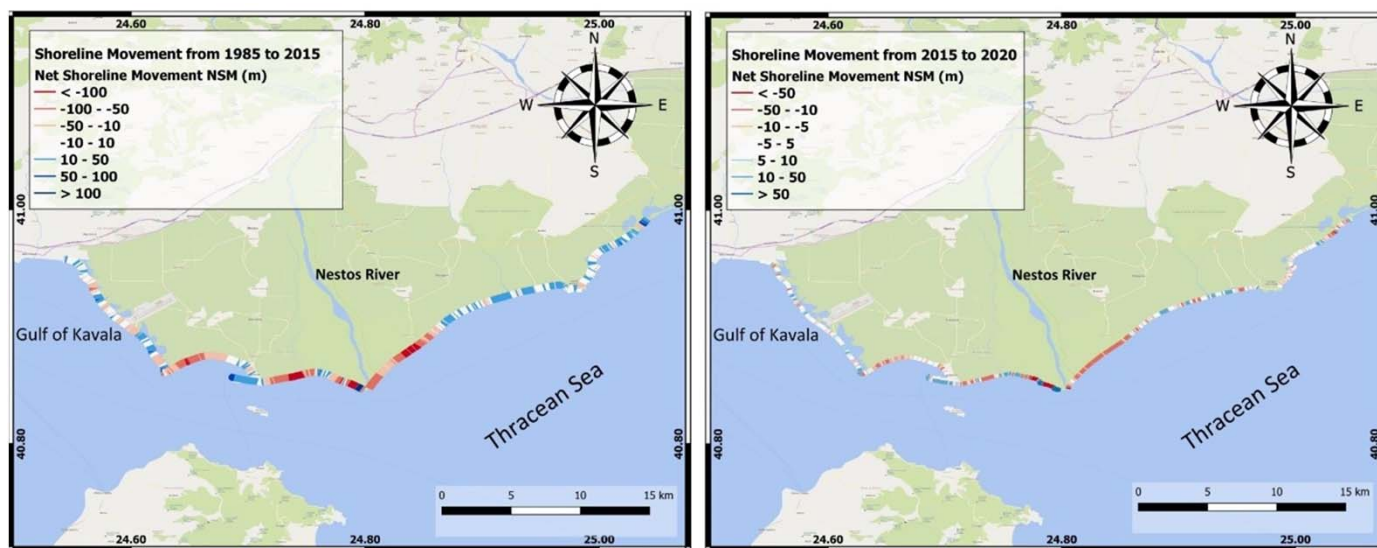 24.60 24.80 25.00
Shoreline Movement from 1985 to 2015
Net Shoreline Movement NSM (m)
< -100
-100 - -50
-50 - -10
-10 - 10
10 - 50
50 - 100
> 100
N
W E
S
41.00 41.00
Nestos River
Gulf of Kavala
Thracean Sea
40.80 40.80
0 5 10 15 km
24.60 24.80 25.00
24.60 24.80 25.00
Shoreline Movement from 2015 to 2020
Net Shoreline Movement NSM (m)
< -50
-50 - -10
-10 - -5
-5 - 5
5 - 10
10 - 50
> 50
N
W E
S
41.00 41.00
Nestos River
Gulf of Kavala
Thracean Sea
40.80 40.80
0 5 10 15 km
24.60 24.80 25.00